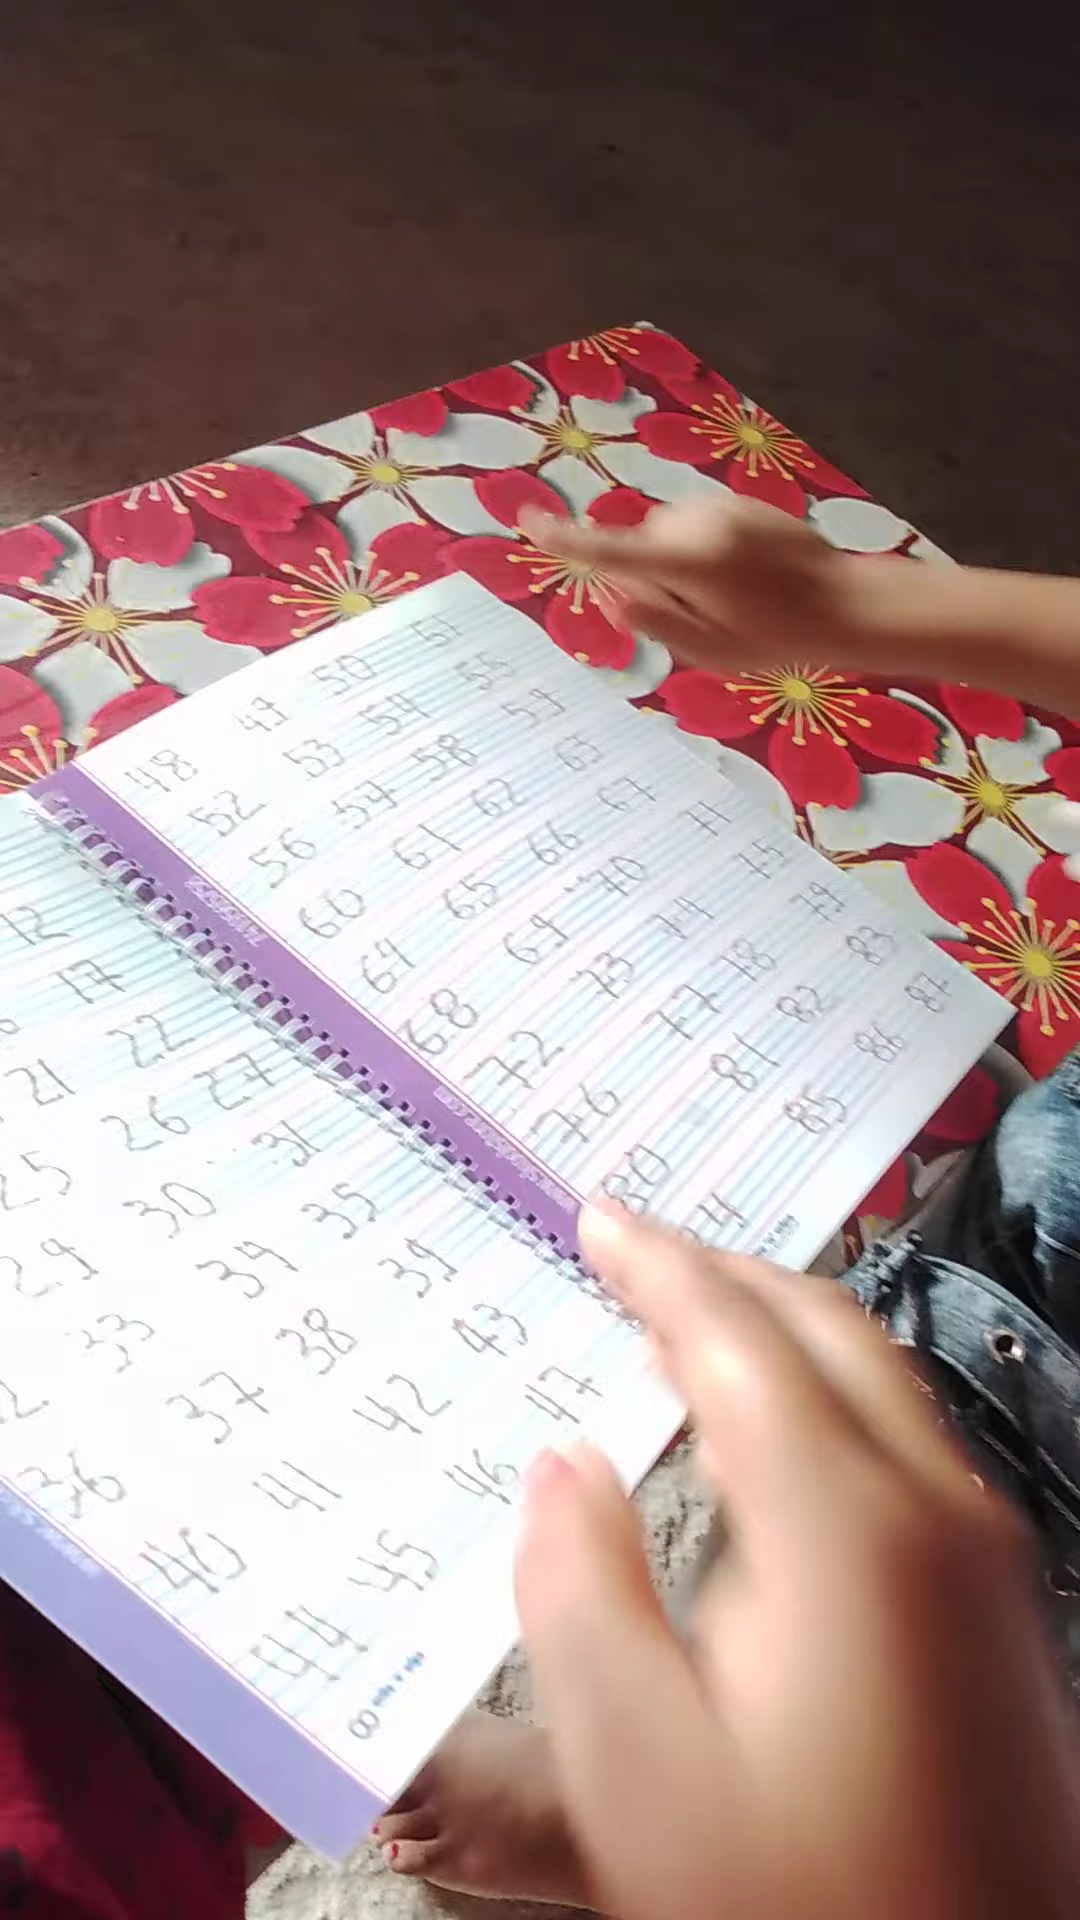 48 49 50 51
52 53 54 55
56 57 58 59
60 61 62 63
64 65 66 67
68 69 70 71
72 73 74 75
76 77 78 79
80 81 82 83
85 86 87
12
17
21 22
25 26 27
29 30 31
33 34 35
36 37 38 39
40 41 42 43
44 45 46 47